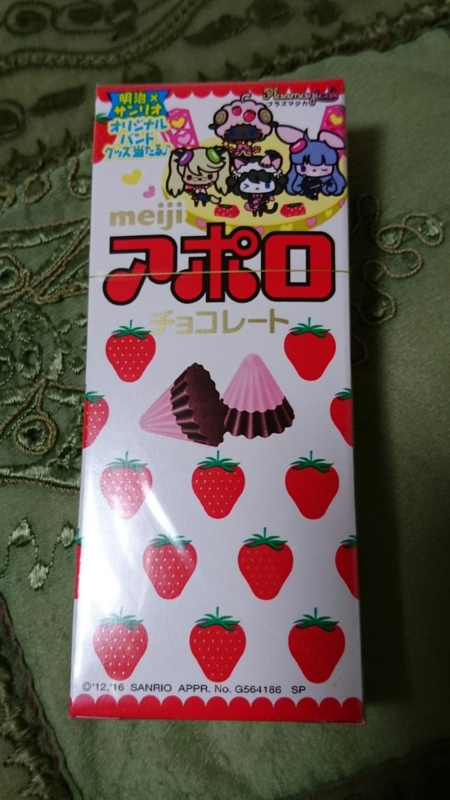 明治×
サンリオ
オリジナル
バンド
グッズ当たる♪
Plasmagica
プラズマジカ
meiji
アポロ
チョコレート
©'12,'16 SANRIO APPR. No. G564186 SP